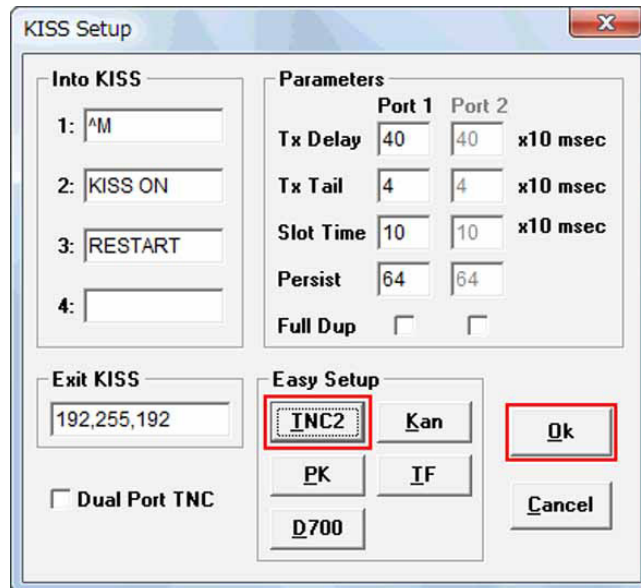 KISS Setup
Into KISS
1: ^M
2: KISS ON
3: RESTART
4:
Parameters
Port 1 Port 2
Tx Delay 40 40 x10 msec
Tx Tail 4 4 x10 msec
Slot Time 10 10 x10 msec
Persist 64 64
Full Dup
Exit KISS
192,255,192
Dual Port TNC
Easy Setup
TNC2 Kan
PK TF
D700
Ok
Cancel